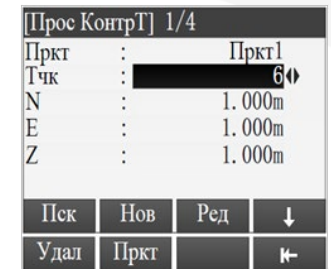 [Прос КонтрТ] 1/4
Пркт : Пркт1
Тчк : 6
N : 1.000m
E : 1.000m
Z : 1.000m
Пск Нов Ред ↓
Удал Пркт